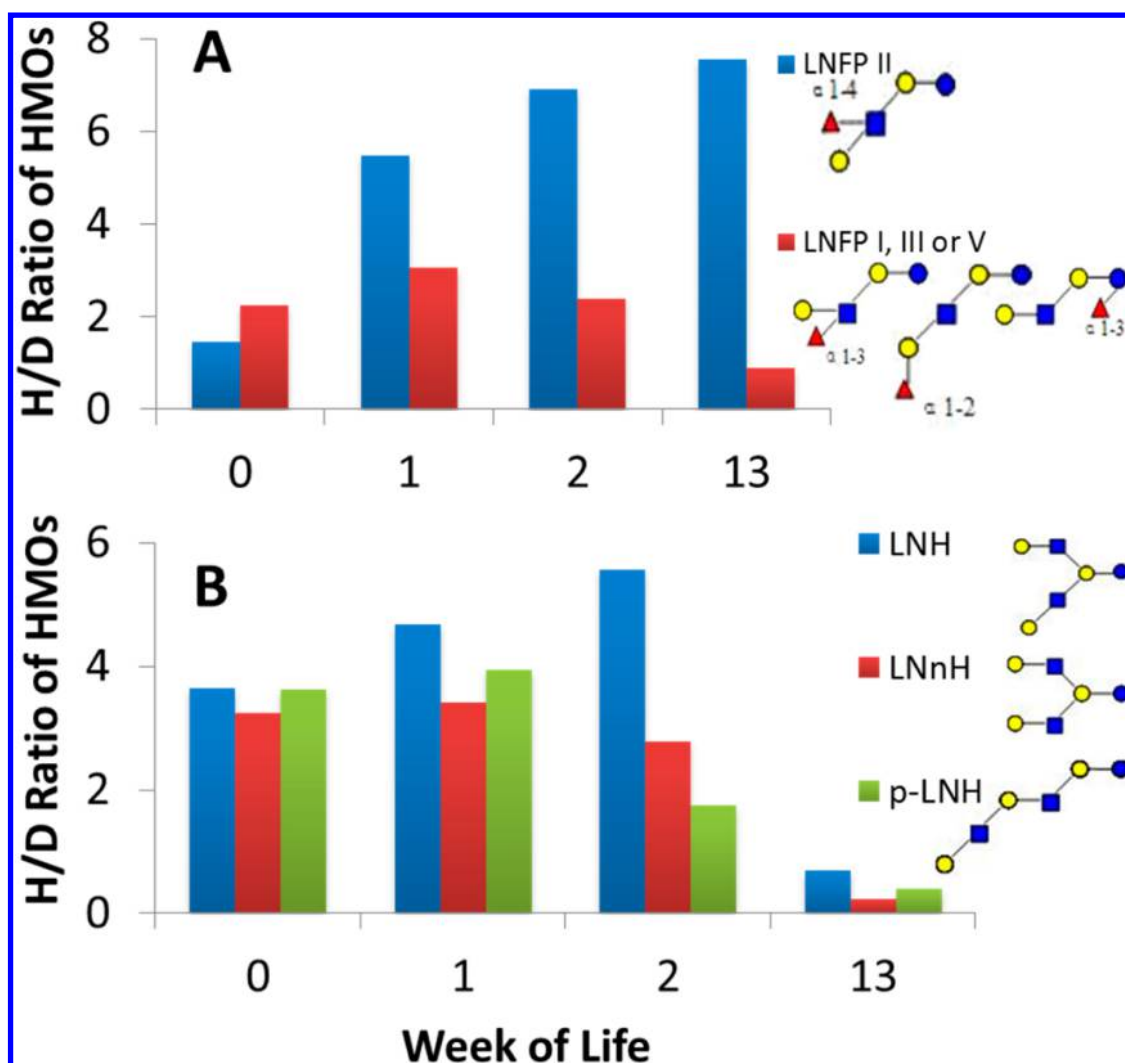 A
H/D Ratio of HMOs
8
6
4
2
0
0 1 2 13
LNFP II
α 1-4
LNFP I, III or V
α 1-3
α 1-2
α 1-3
B
H/D Ratio of HMOs
6
4
2
0
0 1 2 13
LNH
LNnH
p-LNH
Week of Life